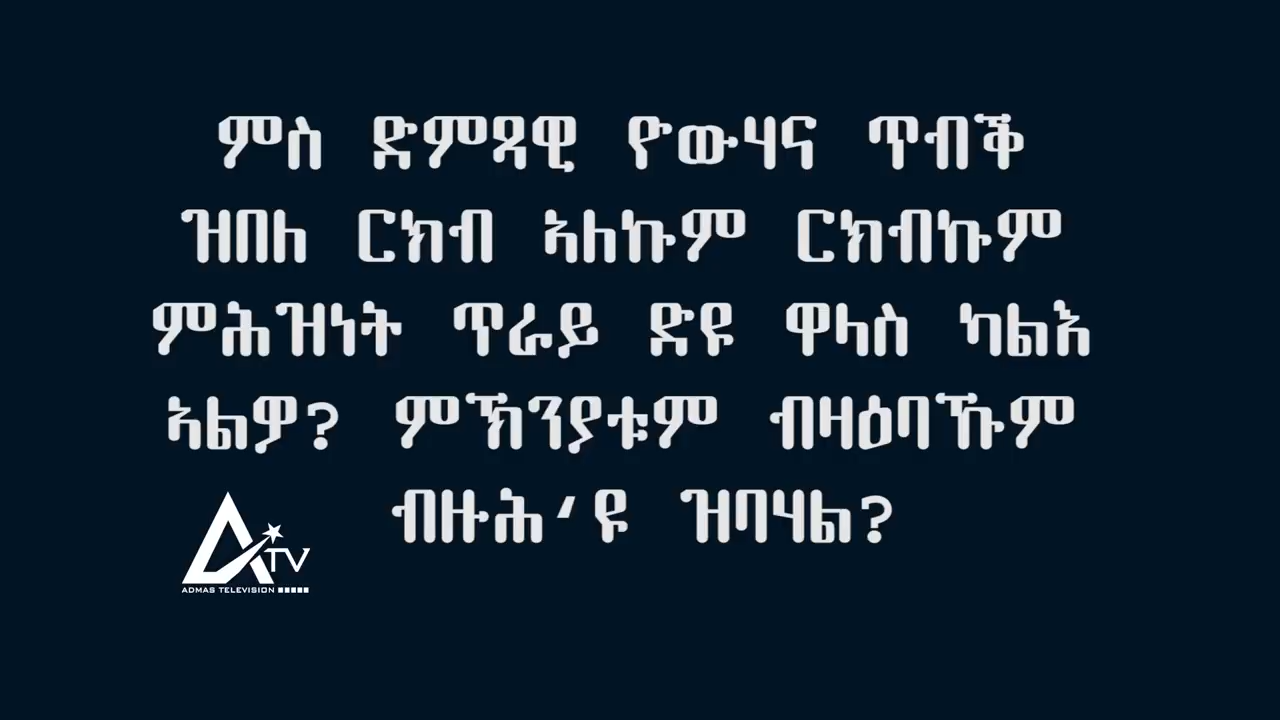 ምስ ድምጻዊ ዮውሃና ጥብቕ
ዝበለ ርክብ ኣለኩም ርክብኩም
ምሕዝነት ጥራይ ድዩ ዋላስ ካልእ
ኣልዎ? ምኽንያቱም ብዛዕባኹም
ብዙሕ‘ዩ ዝባሃል?
ATV
ADMAS TELEVISION